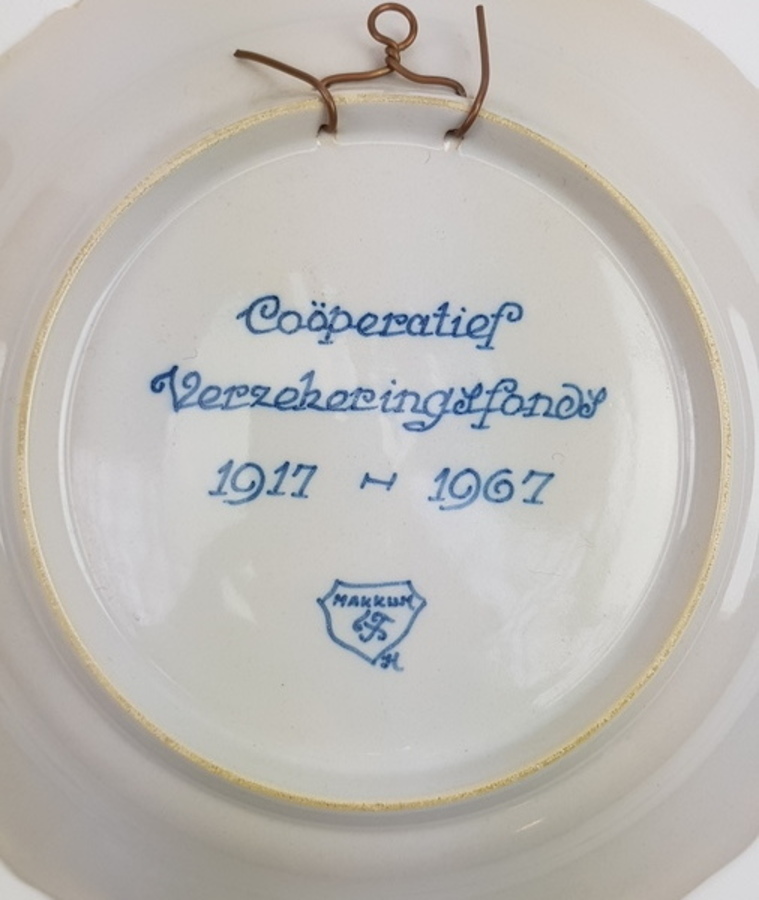 Coöperatief
Verzekeringsfonds
1917 - 1967
MAKKUM
H